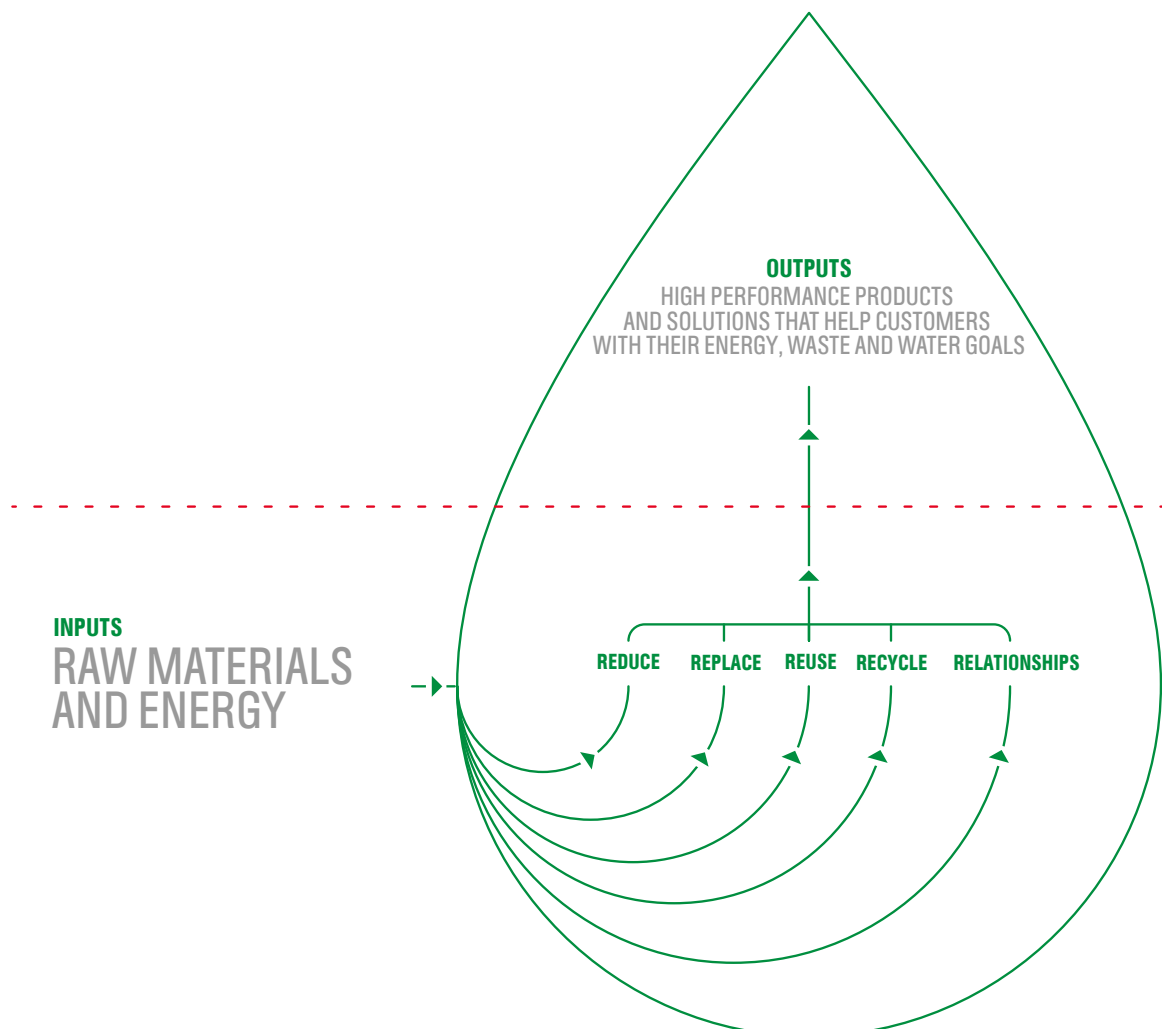 OUTPUTS
HIGH PERFORMANCE PRODUCTS
AND SOLUTIONS THAT HELP CUSTOMERS
WITH THEIR ENERGY, WASTE AND WATER GOALS
INPUTS
RAW MATERIALS
AND ENERGY
REDUCE REPLACE REUSE RECYCLE RELATIONSHIPS